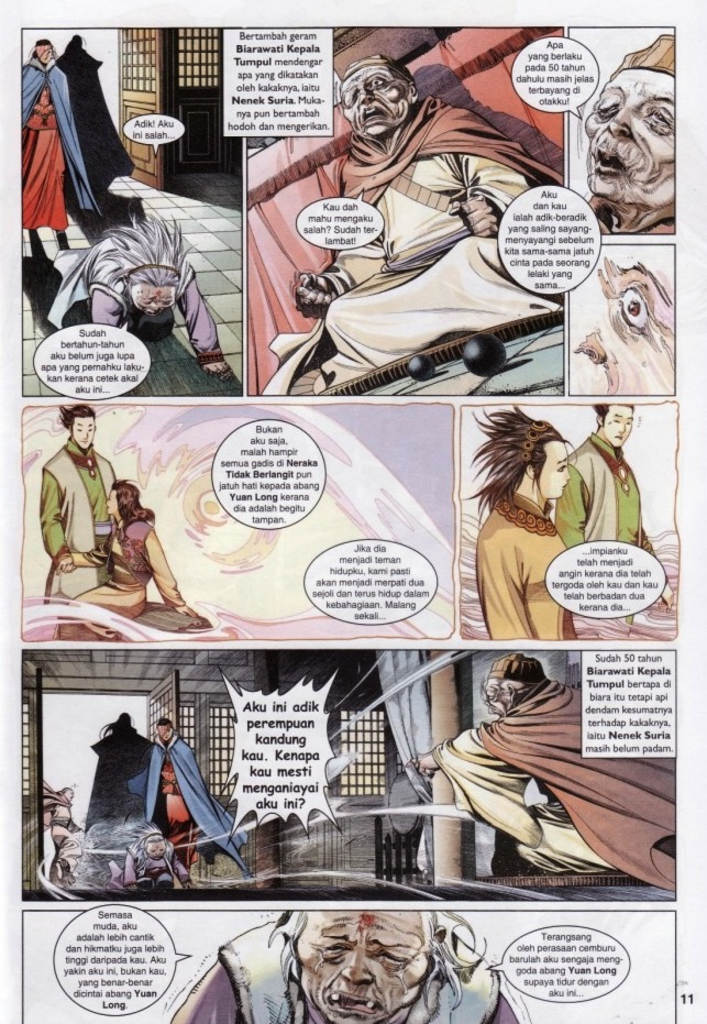 Adik! Aku
ini salah...
Bertambah geram
Biarawati Kepala
Tumpul mendengar
apa yang dikatakan
oleh kakaknya, iaitu
Nenek Suria. Muka-
nya pun bertambah
hodoh dan mengerikan.
Sudah
bertahun-tahun
aku belum juga lupa
apa yang pernahku laku-
kan kerana cetek akal
aku ini...
Kau dah
mahu mengaku
salah? Sudah ter-
lambat!
Apa
yang berlaku
pada 50 tahun
dahulu masih jelas
terbayang di
otakku!
Aku
dan kau
ialah adik-beradik
yang saling sayang-
menyayangi sebelum
kita sama-sama jatuh
cinta pada seorang
lelaki yang
sama...
Bukan
aku saja,
malah hampir
semua gadis di Neraka
Tidak Berlangit pun
jatuh hati kepada abang
Yuan Long kerana
dia adalah begitu
tampan.
Jika dia
menjadi teman
hidupku, kami pasti
akan menjadi merpati dua
sejoli dan terus hidup dalam
kebahagiaan. Malang
sekali...
...impianku
telah menjadi
angin kerana dia telah
tergoda oleh kau dan kau
telah berbadan dua
kerana dia...
Aku ini adik
perempuan
kandung
kau. Kenapa
kau mesti
menganiayai
aku ini?
Sudah 50 tahun
Biarawati Kepala
Tumpul bertapa di
biara itu tetapi api
dendam kesumatnya
terhadap kakaknya,
iaitu Nenek Suria
masih belum padam.
Semasa
muda, aku
adalah lebih cantik
dan hikmatku juga lebih
tinggi daripada kau. Aku
yakin aku ini, bukan kau,
yang benar-benar
dicintai abang Yuan
Long.
Terangsang
oleh perasaan cemburu
barulah aku sengaja meng-
goda abang Yuan Long
supaya tidur dengan
aku ini...
11